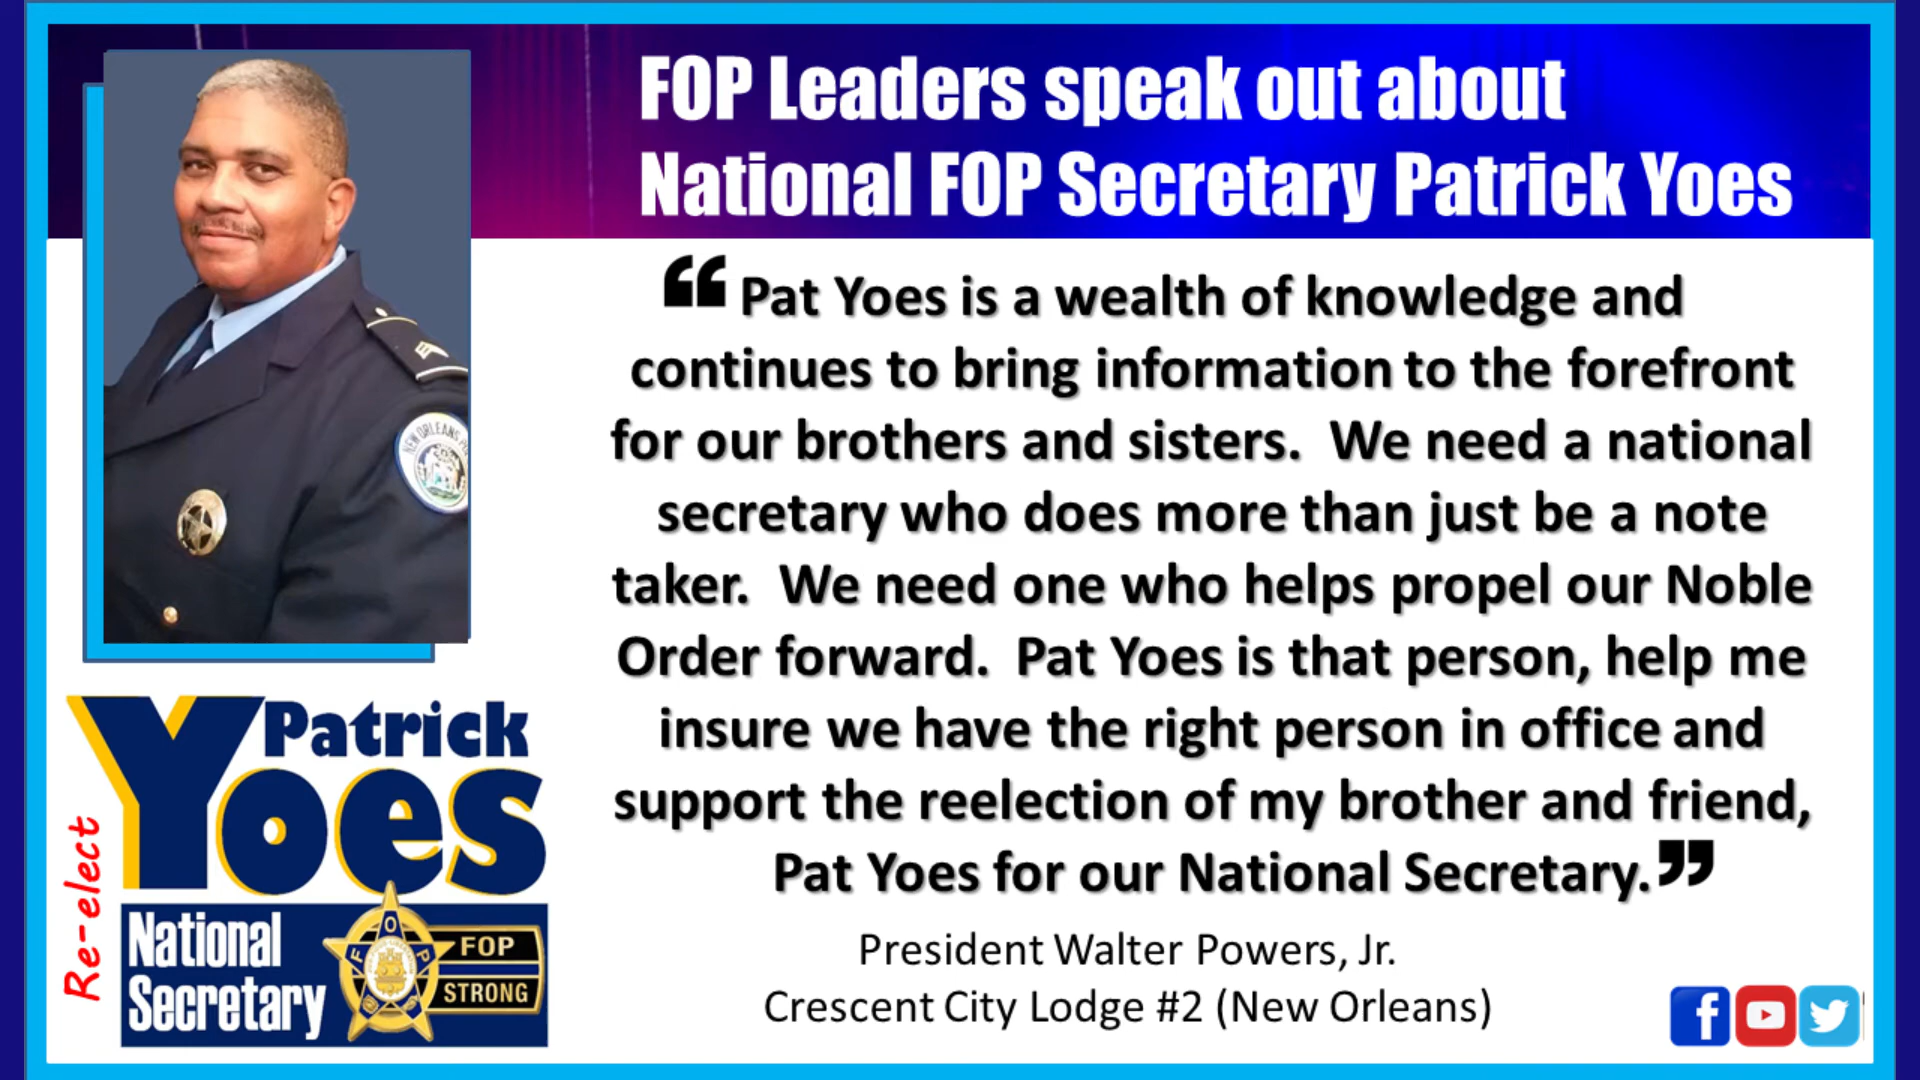 FOP Leaders speak out about
National FOP Secretary Patrick Yoes
“ Pat Yoes is a wealth of knowledge and
continues to bring information to the forefront
for our brothers and sisters.  We need a national
secretary who does more than just be a note
taker.  We need one who helps propel our Noble
Order forward.  Pat Yoes is that person, help me
insure we have the right person in office and
support the reelection of my brother and friend,
Pat Yoes for our National Secretary.”
President Walter Powers, Jr.
Crescent City Lodge #2 (New Orleans)
NEW ORLEANS
Re-elect
Patrick
Yoes
National
Secretary
F O P
FOP
STRONG